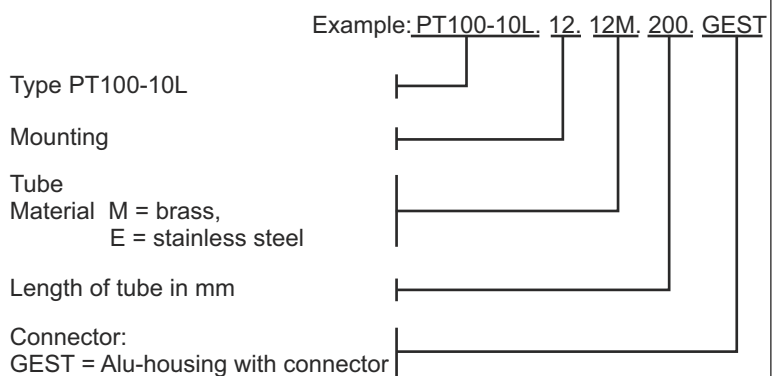 Example: PT100-10L. 12. 12M. 200. GEST
Type PT100-10L
Mounting
Tube
Material M = brass,
E = stainless steel
Length of tube in mm
Connector:
GEST = Alu-housing with connector